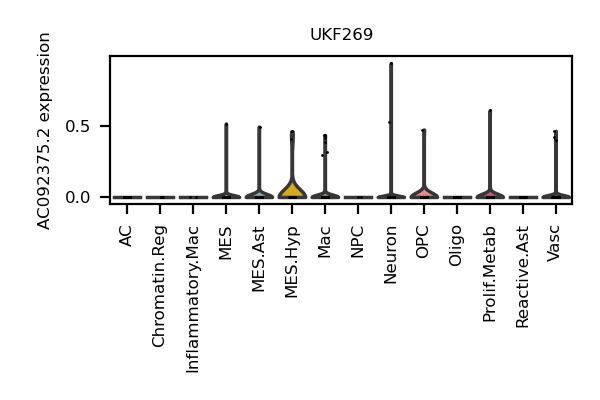 UKF269
AC092375.2 expression
0.5
0.0
AC
Chromatin.Reg
Inflammatory.Mac
MES
MES.Ast
MES.Hyp
Mac
NPC
Neuron
OPC
Oligo
Prolif.Metab
Reactive.Ast
Vasc